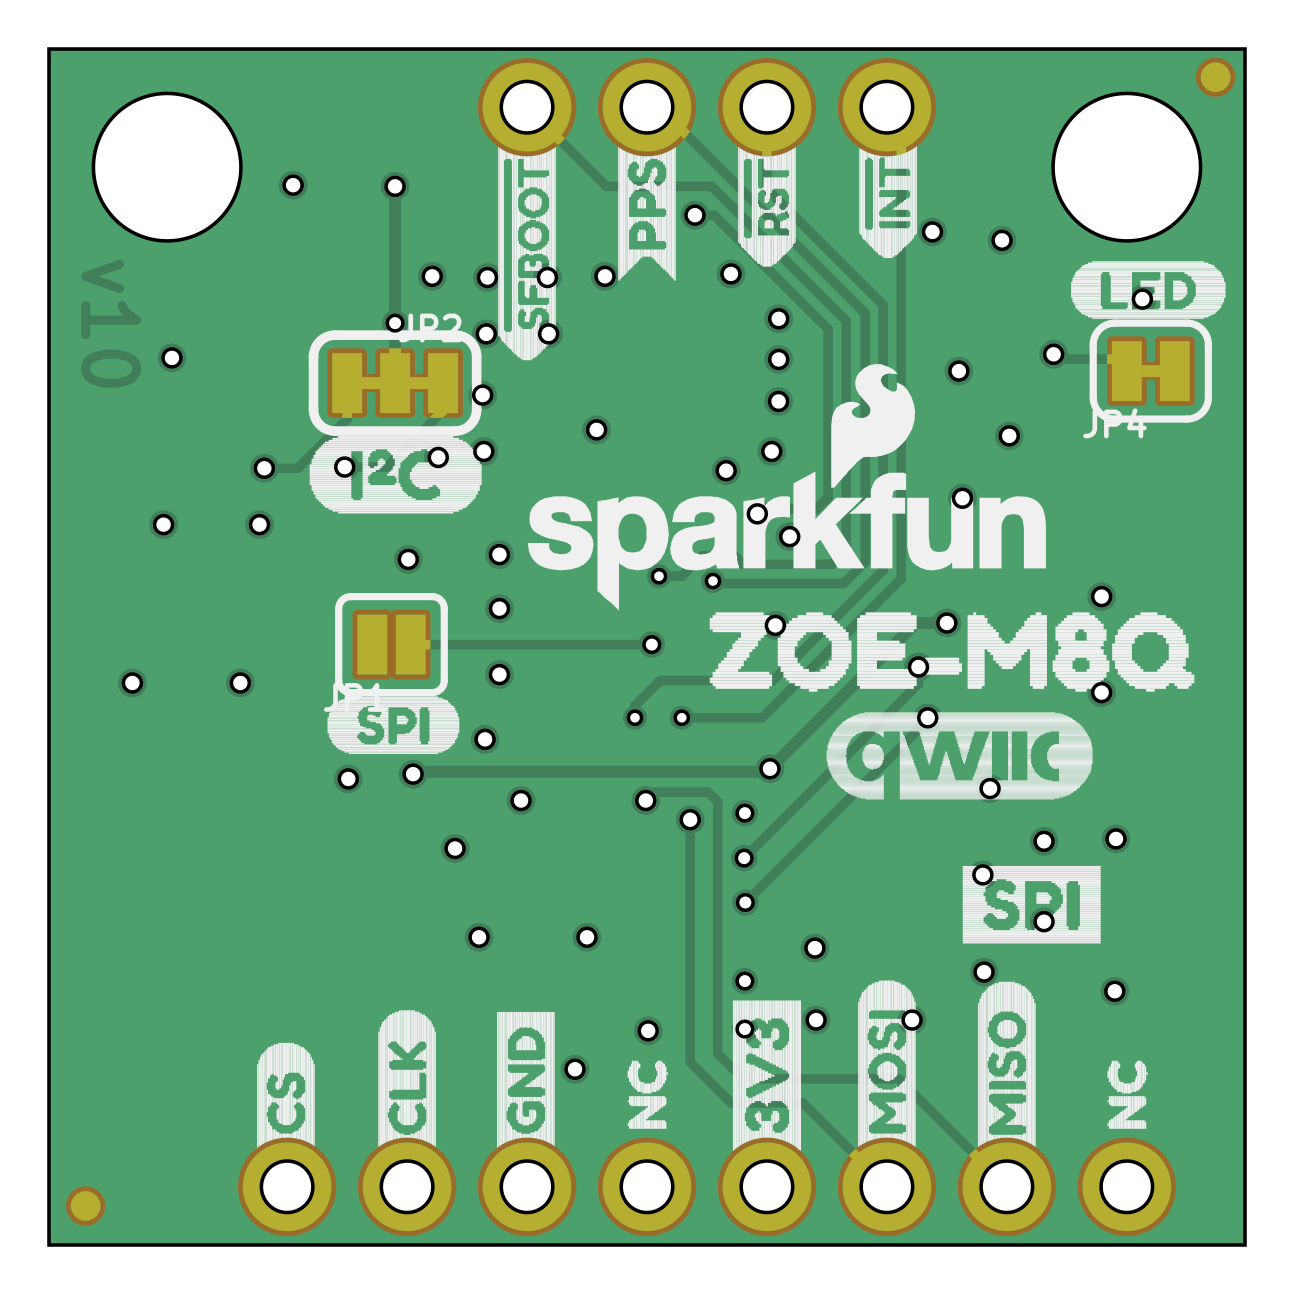 SFBOOT
PPS
RST
INT
LED
v10
JP2
JP4
I²C
sparkfun
ZOE-M8Q
JP1
SPI
qwiic
SPI
CS
CLK
GND
NC
3V3
MOSI
MISO
NC